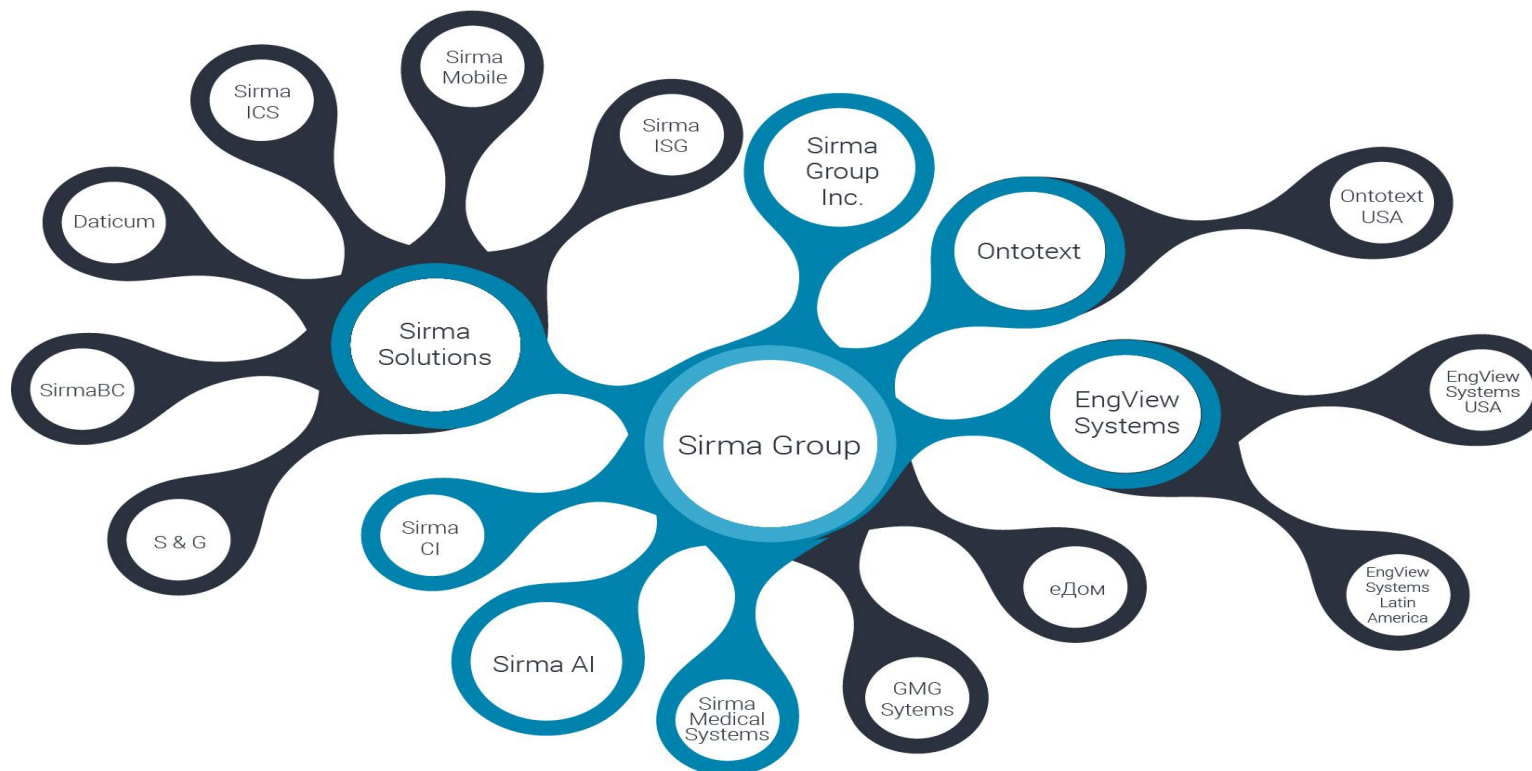 Sirma
Mobile
Sirma
ICS
Sirma
ISG
Sirma
Group
Inc.
Ontotext
USA
Daticum
Ontotext
Sirma
Solutions
SirmaBC
EngView
Systems
USA
EngView
Systems
Sirma Group
S & G
Sirma
CI
еДом
EngView
Systems
Latin
America
Sirma AI
GMG
Sytems
Sirma
Medical
Systems